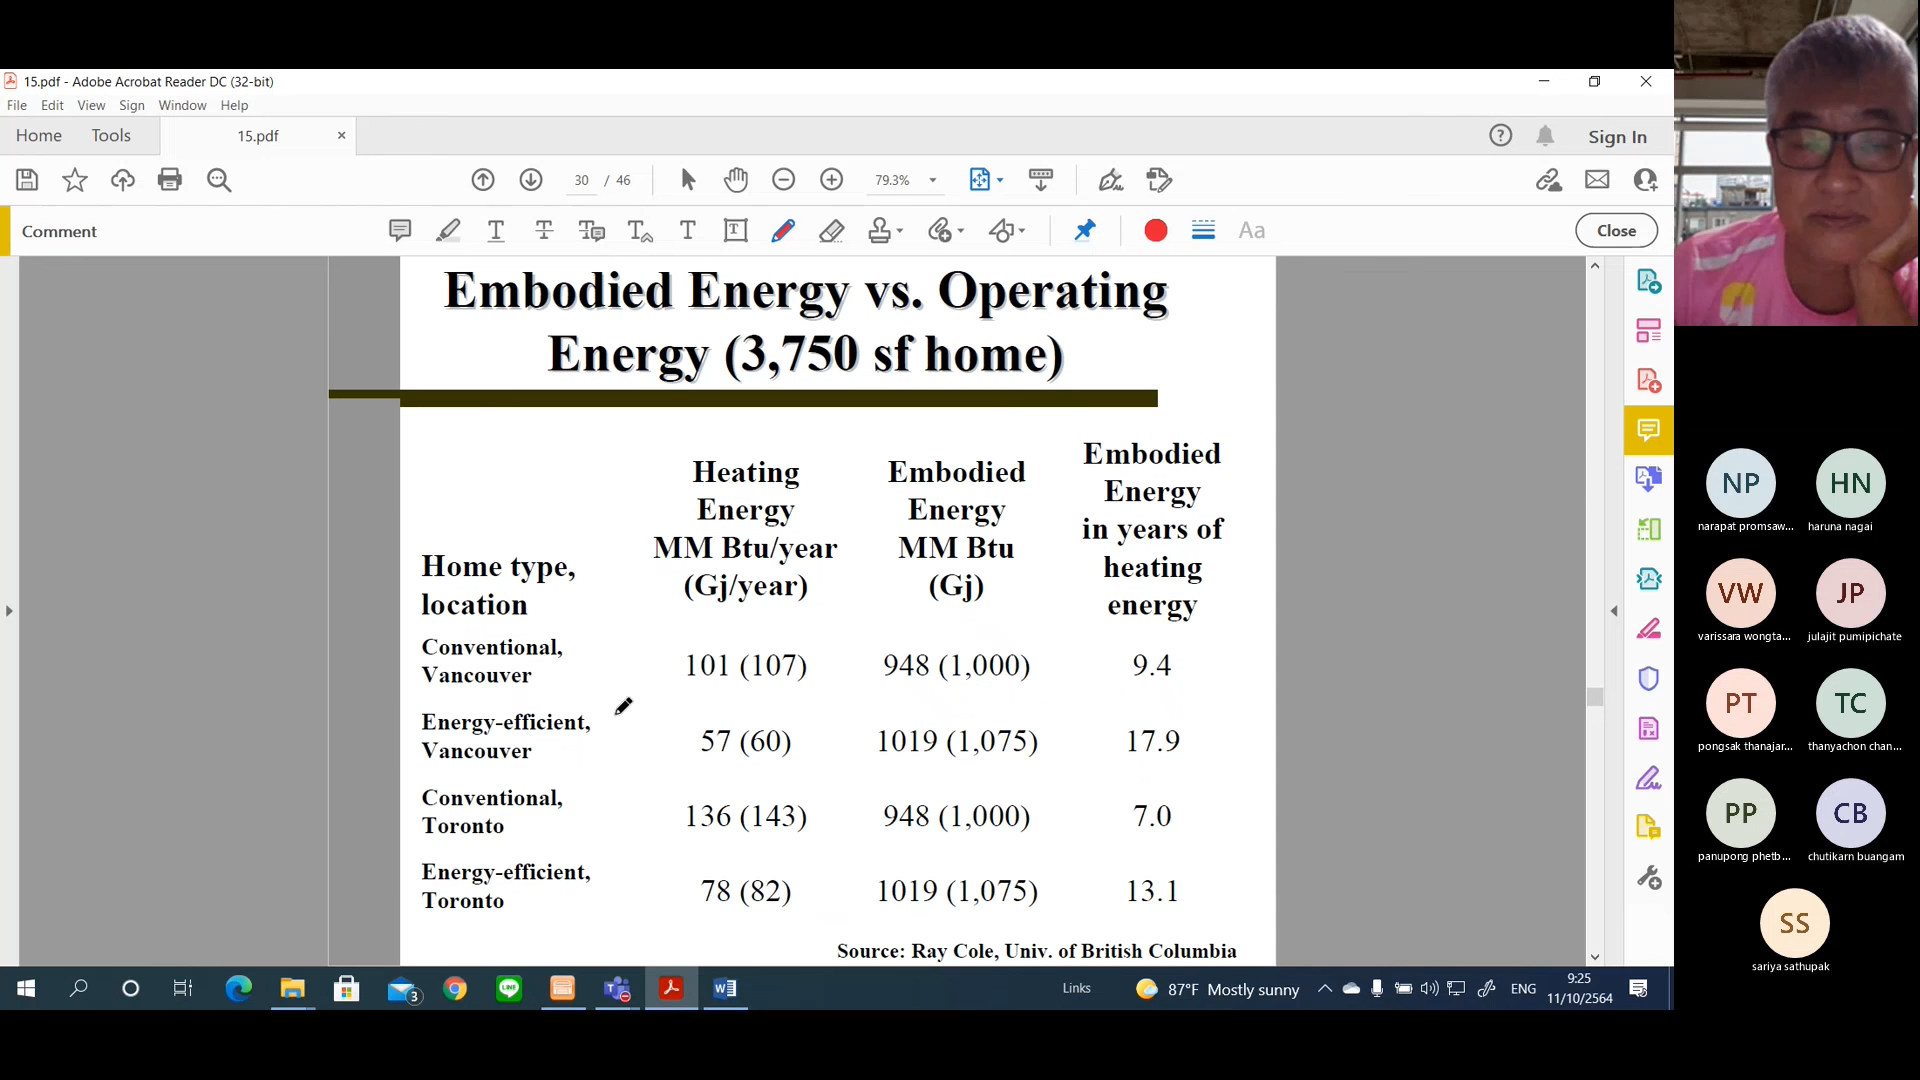 15.pdf - Adobe Acrobat Reader DC (32-bit)
File Edit View Sign Window Help
Home Tools 15.pdf Sign In
30 / 46 79.3%
Comment Close
Embodied Energy vs. Operating
Energy (3,750 sf home)
Home type,
location
Heating
Energy
MM Btu/year
(Gj/year)
Embodied
Energy
MM Btu
(Gj)
Embodied
Energy
in years of
heating
energy
Conventional,
Vancouver
101 (107) 948 (1,000) 9.4
Energy-efficient,
Vancouver
57 (60) 1019 (1,075) 17.9
Conventional,
Toronto
136 (143) 948 (1,000) 7.0
Energy-efficient,
Toronto
78 (82) 1019 (1,075) 13.1
Source: Ray Cole, Univ. of British Columbia
3
Links 87°F Mostly sunny ENG
9:25
11/10/2564
NP HN
narapat promsaw... haruna nagai
VW JP
varissara wongta... julajit pumipichate
PT TC
pongsak thanajar... thanyachon chan...
PP CB
panupong phetb... chutikarn buangam
SS
sariya sathupak